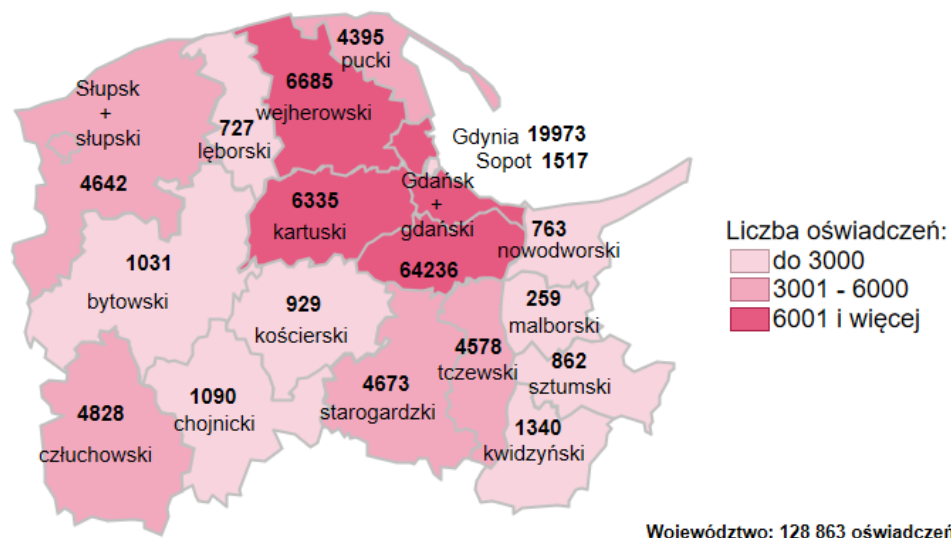 4395
pucki
6685
wejherowski
Słupsk
+
słupski
4642
727
lęborski
Gdynia 19973
Sopot 1517
6335
kartuski
Gdańsk
+
gdański
64236
763
nowodworski
1031
bytowski
929
kościerski
259
malborski
4578
tczewski
862
sztumski
4673
starogardzki
1090
chojnicki
4828
człuchowski
1340
kwidzyński
Liczba oświadczeń:
do 3000
3001 - 6000
6001 i więcej
Województwo: 128 863 oświadczeń